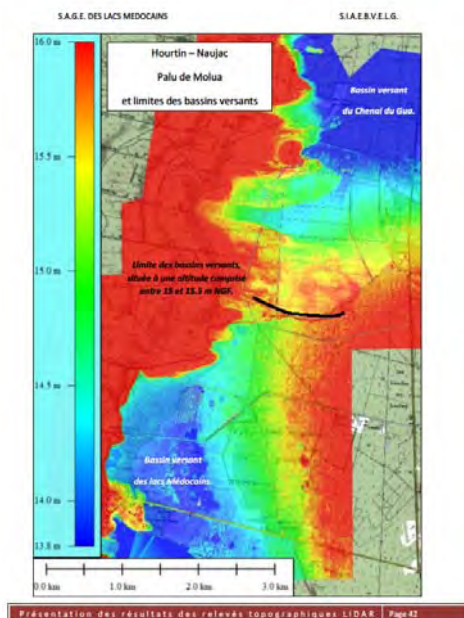 S.A.G.E. DES LACS MEDOCAINS
S.I.A.E.B.V.E.L.G.
16.0 m
15.5 m
15.0 m
14.5 m
14.0 m
13.8 m
Hourtin – Naujac
Palu de Molua
et limites des bassins versants
Bassin versant
du Chenal du Gua.
Limite des bassins versants,
située à une altitude comprise
entre 15 et 15.5 m NGF.
Bassin versant
des lacs Médocains.
0.0 km
1.0 km
2.0 km
3.0 km
Présentation des résultats des relevés topographiques LIDAR
Page 42